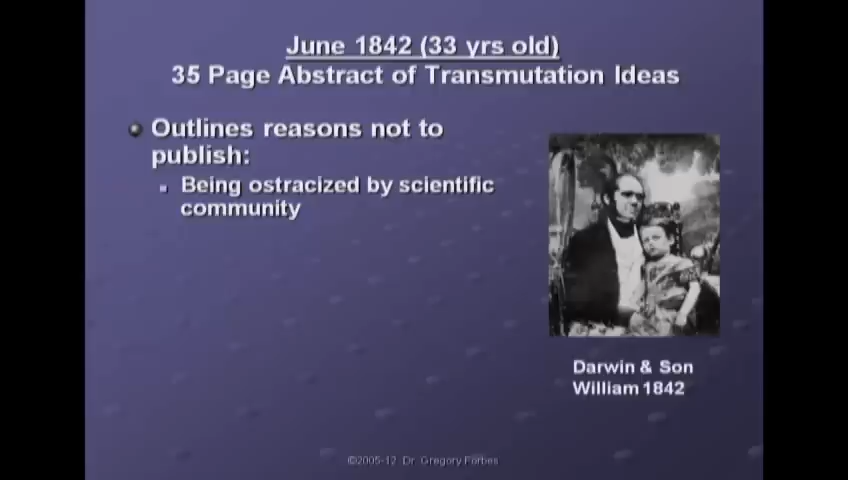 June 1842 (33 yrs old)
35 Page Abstract of Transmutation Ideas
Outlines reasons not to
publish:
Being ostracized by scientific
community
Darwin & Son
William 1842
©2005-12 Dr. Gregory Forbes